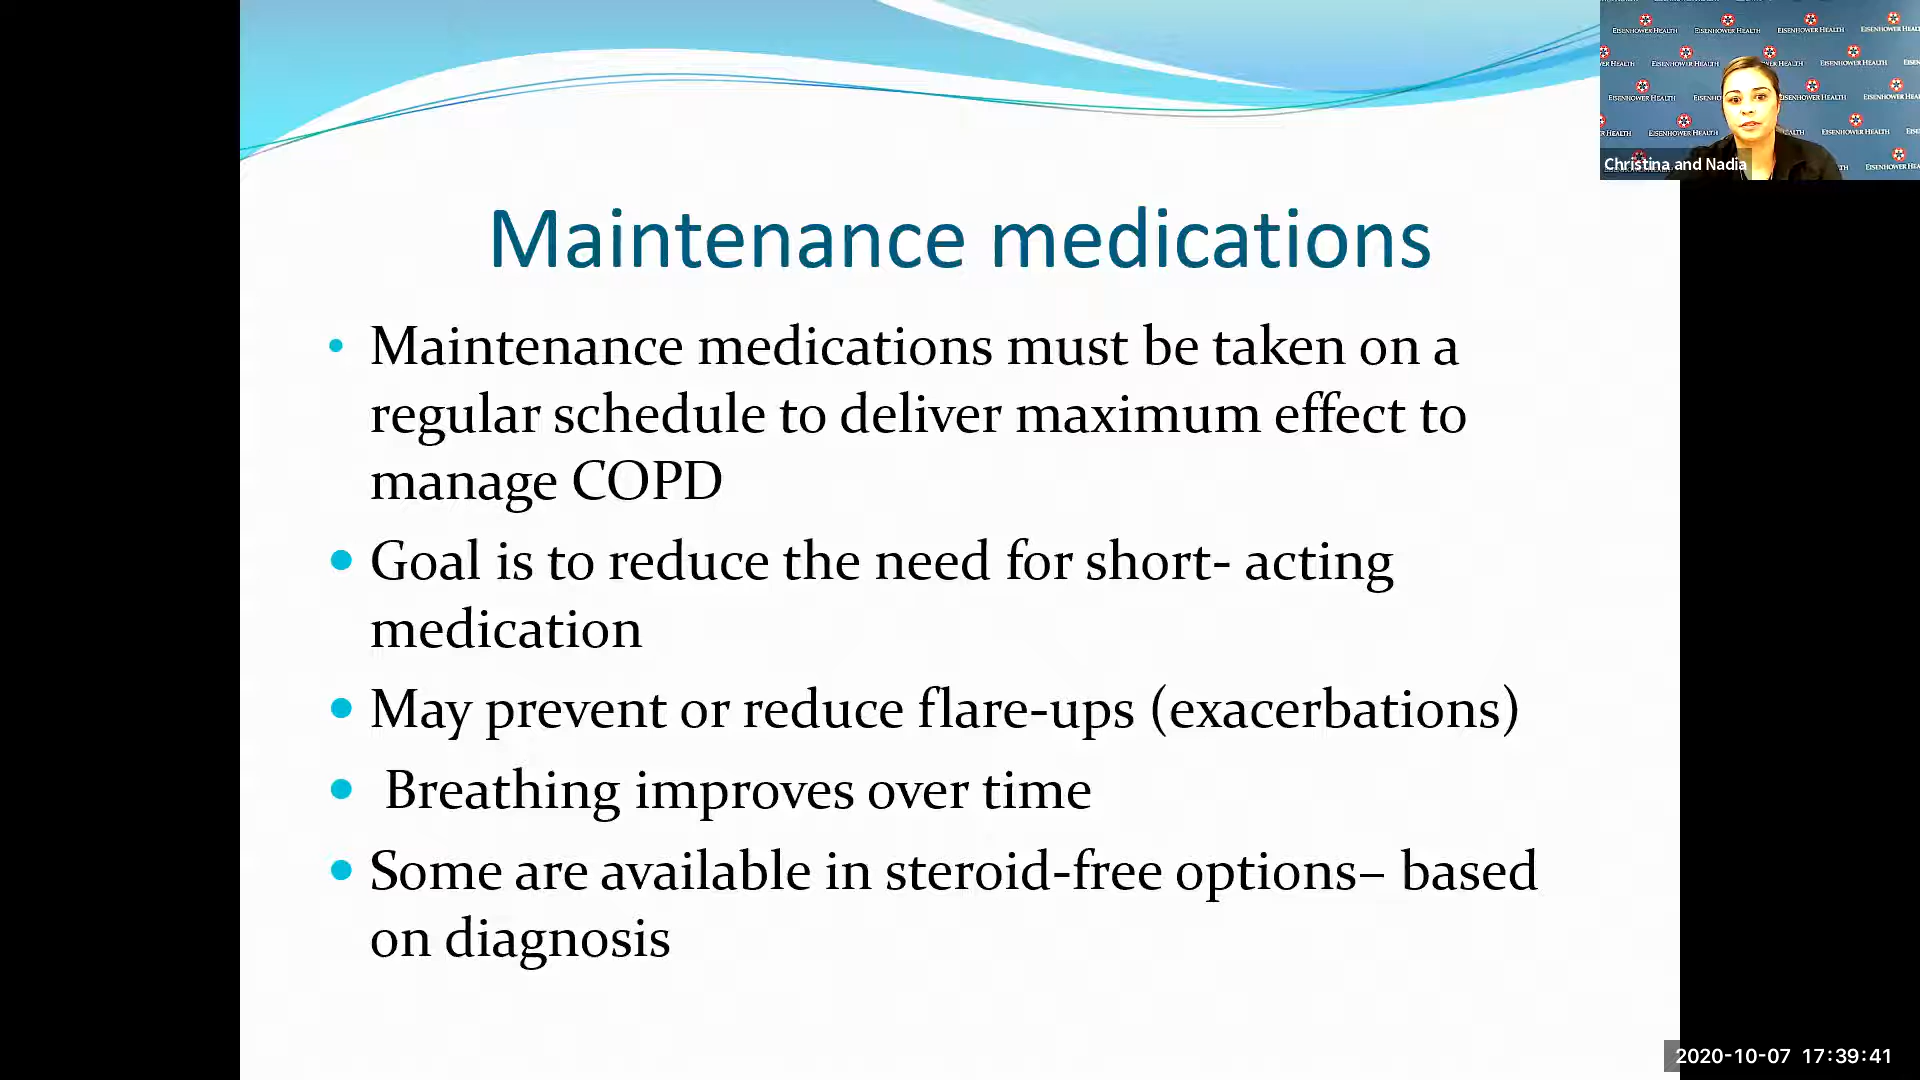 Maintenance medications
• Maintenance medications must be taken on a
regular schedule to deliver maximum effect to
manage COPD
• Goal is to reduce the need for short- acting
medication
• May prevent or reduce flare-ups (exacerbations)
• Breathing improves over time
• Some are available in steroid-free options– based
on diagnosis
EISENHOWER HEALTH
Christina and Nadia
2020-10-07 17:39:41